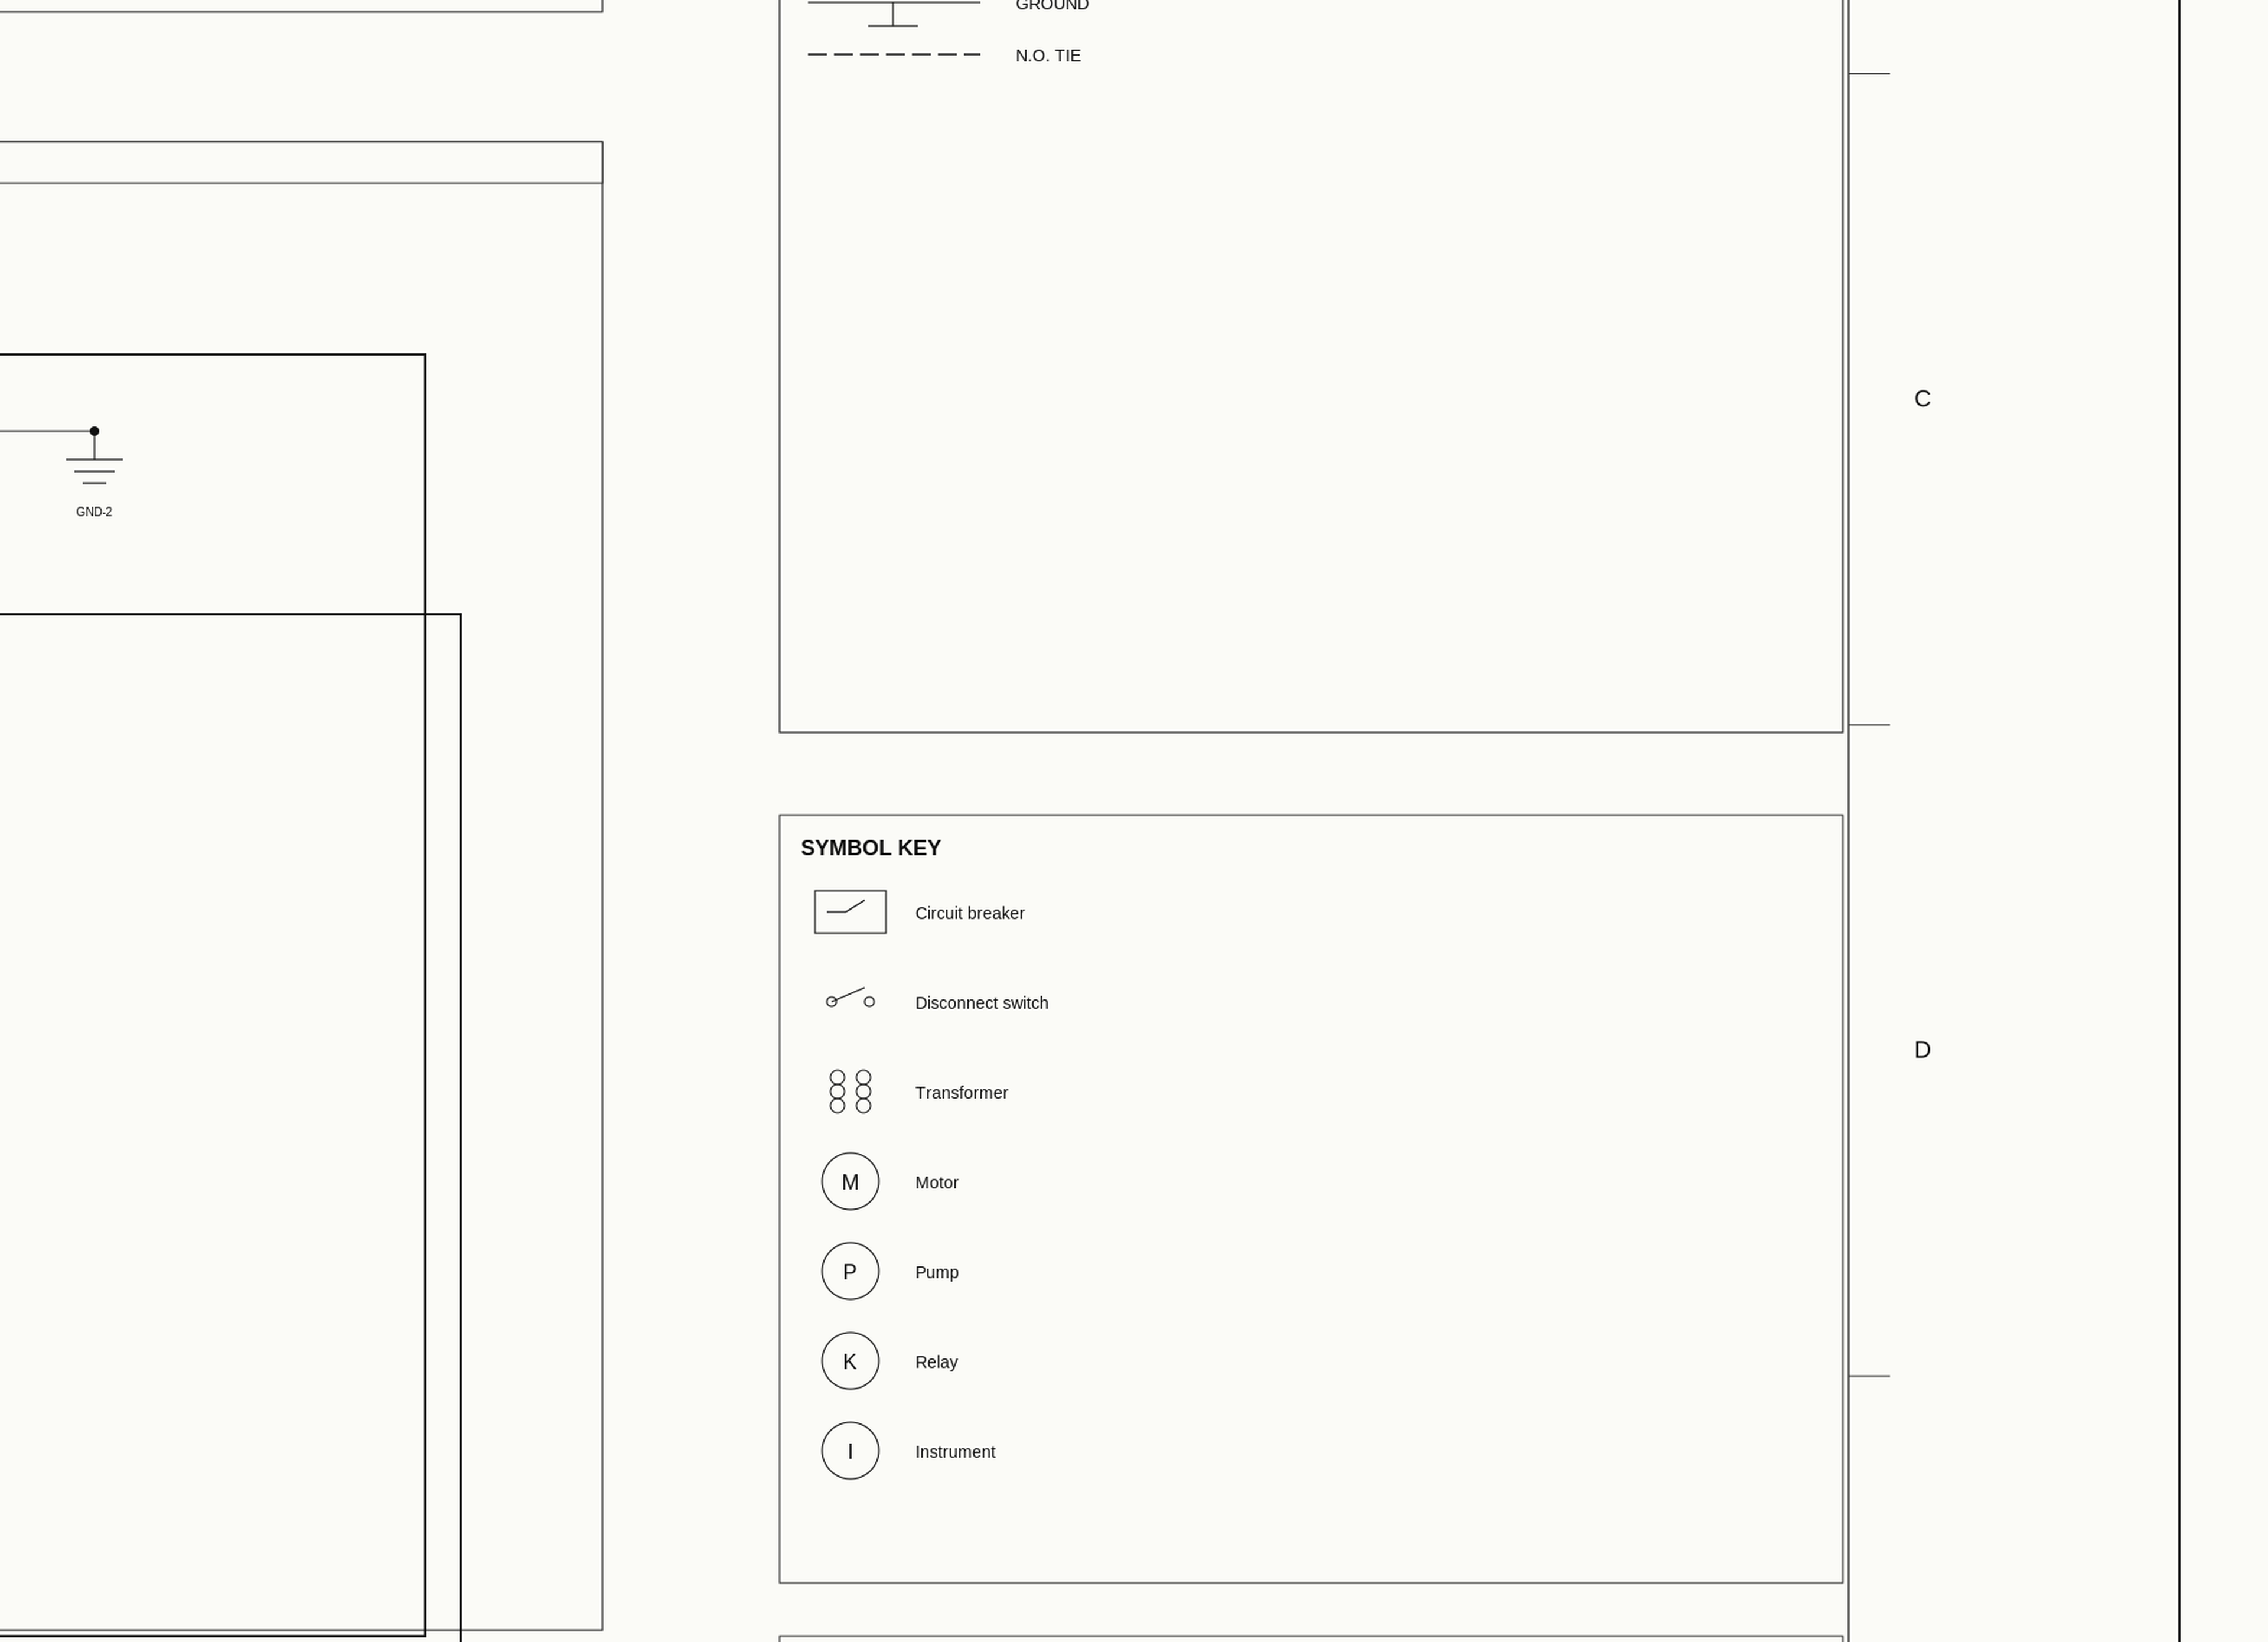 GROUND
N.O. TIE
C
GND-2
SYMBOL KEY
Circuit breaker
Disconnect switch
D
Transformer
M Motor
P Pump
K Relay
I Instrument